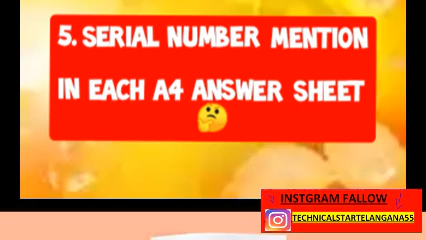 5. SERIAL NUMBER MENTION
IN EACH A4 ANSWER SHEET
🤔
INSTGRAM FALLOW
TECHNICALSTARTELANGANA55